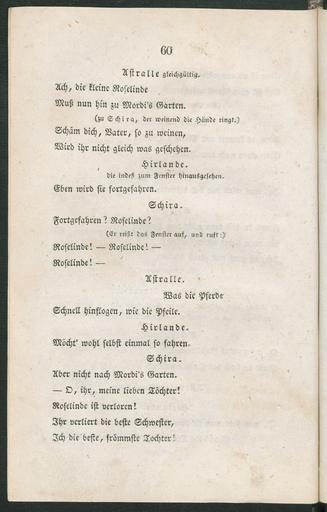 60
Astralle gleichgültig.
Ach, die kleine Roselinde
Muß nun hin zu Mordi's Garten.
(zu Schira, der weinend die Hände ringt.)
Schäm dich, Vater, so zu weinen,
Wird ihr nicht gleich was geschehen.
Hirlande.
die indeß zum Fenster hinausgesehen.
Eben wird sie fortgefahren.
Schira.
Fortgefahren? Roselinde?
(Er reißt das Fenster auf, und ruft:)
Roselinde! — Roselinde! —
Roselinde! —
Astralle.
Was die Pferde
Schnell hinflogen, wie die Pfeile.
Hirlande.
Möcht' wohl selbst einmal so fahren.
Schira.
Aber nicht nach Mordi's Garten.
— O, ihr, meine lieben Töchter!
Roselinde ist verloren!
Ihr verliert die beste Schwester,
Ich die beste, frömmste Tochter!